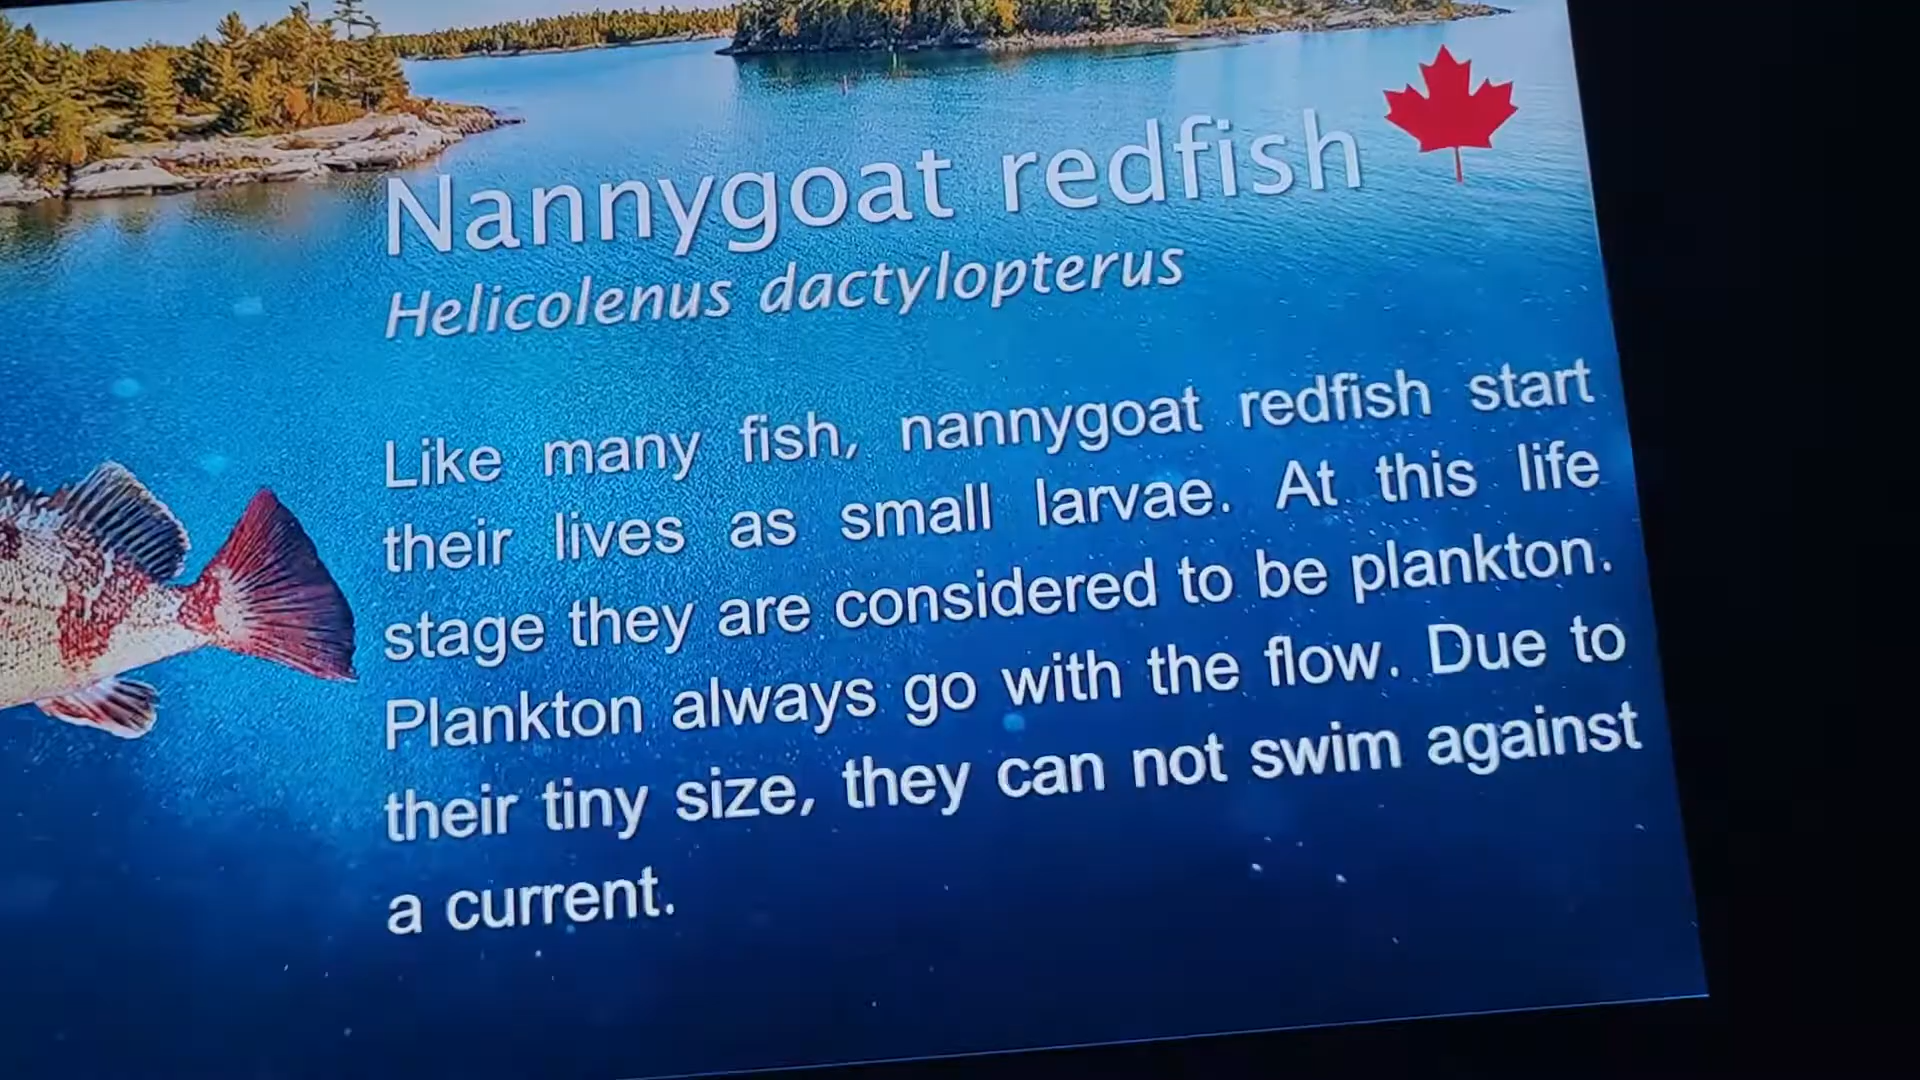 Nannygoat redfish
Helicolenus dactylopterus
Like many fish, nannygoat redfish start
their lives as small larvae. At this life
stage they are considered to be plankton.
Plankton always go with the flow. Due to
their tiny size, they can not swim against
a current.